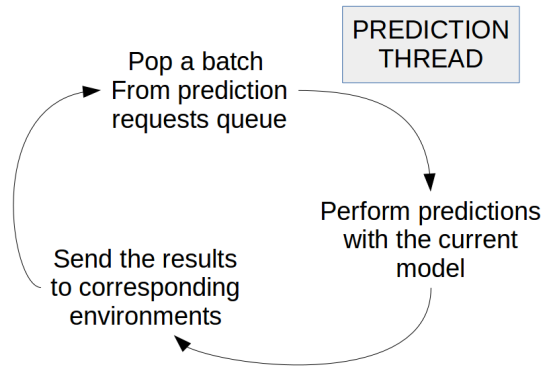 PREDICTION
THREAD
Pop a batch
From prediction
requests queue
Perform predictions
with the current
model
Send the results
to corresponding
environments